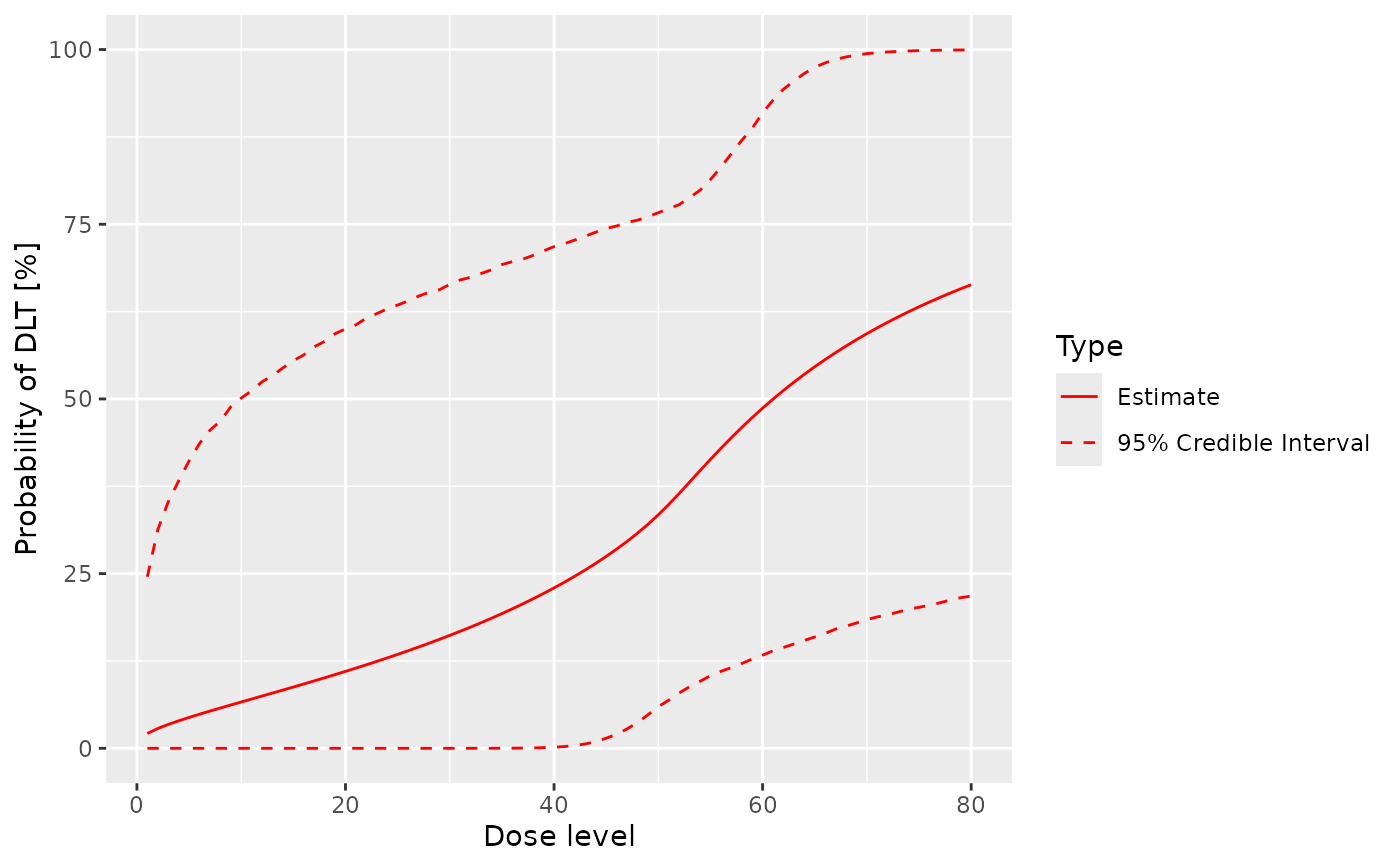 100
75
50
25
0
Probability of DLT [%]
0 20 40 60 80
Dose level
Type
Estimate
95% Credible Interval